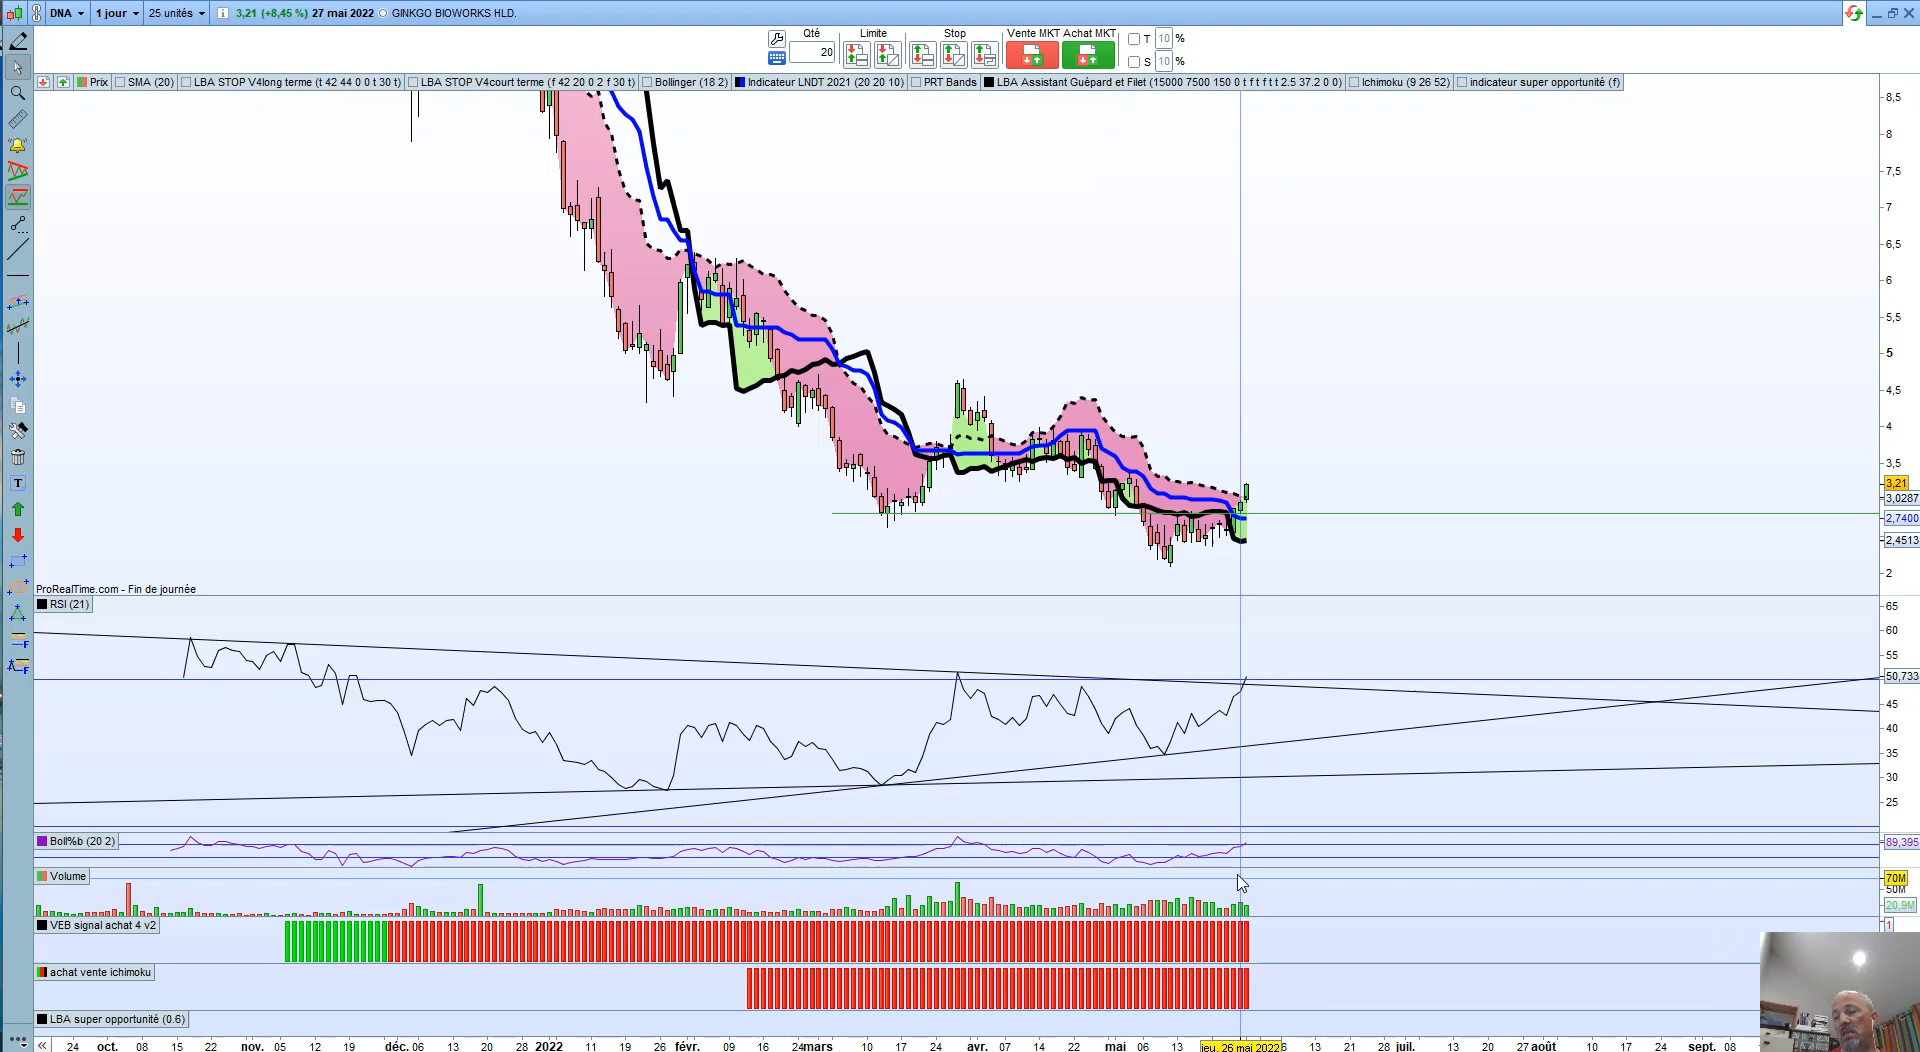 DNA 1 jour 25 unités 3,21 (+8,45 %) 27 mai 2022 GINKGO BIOWORKS HLD.
Qté Limite Stop Vente MKT Achat MKT T 10 %
20 S 10 %
Prix SMA (20) LBA STOP V4long terme (t 42 44 0 0 t 30 t) LBA STOP V4court terme (f 42 20 0 2 f 30 t) Bollinger (18 2) Indicateur LNDT 2021 (20 20 10) PRT Bands LBA Assistant Guépard et Filet (15000 7500 150 0 t f t f t t 2.5 37.2 0 0) Ichimoku (9 26 52) indicateur super opportunité (f)
8,5
8
7,5
7
6,5
6
5,5
5
4,5
4
3,5
3,21
3,0287
2,7400
2,4513
2
ProRealTime.com - Fin de journée
RSI (21)
65
60
55
50,733
45
40
35
30
25
Boll%b (20 2)
89,395
Volume
70M
50M
20,9M
VEB signal achat 4 v2
1
achat vente ichimoku
LBA super opportunité (0.6)
24 oct. 08 15 22 nov. 05 12 19 déc. 06 13 20 27 2022 11 19 26 févr. 09 16 24 mars 10 17 24 avr. 07 14 22 mai 06 13 jeu. 26 mai 2022 6 13 21 28 juil. 13 20 27 août 10 17 24 sept. 08